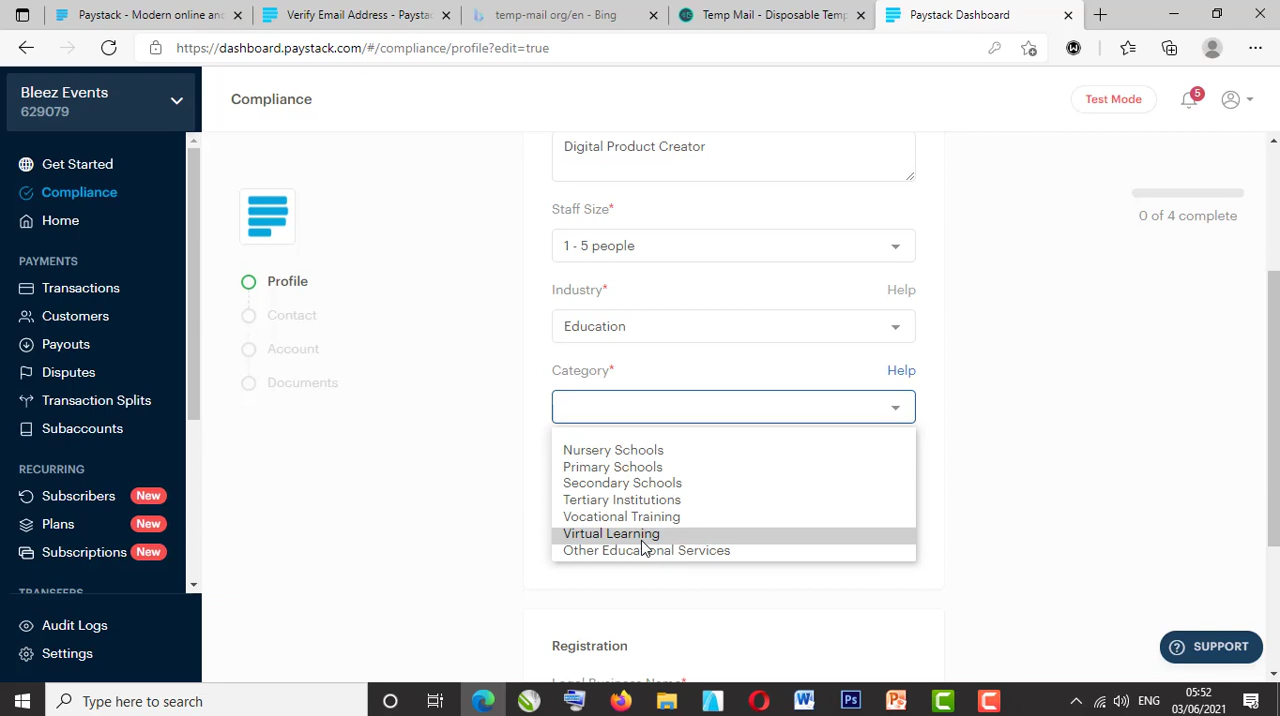 Paystack - Modern online and
Verify Email Address - Paystac
temp-mail org/en - Bing
Temp Mail - Disposable Temp
Paystack Dashboard
https://dashboard.paystack.com/#/compliance/profile?edit=true
Bleez Events
629079
Compliance
Test Mode
5
Get Started
Compliance
Home
PAYMENTS
Transactions
Customers
Payouts
Disputes
Transaction Splits
Subaccounts
RECURRING
Subscribers New
Plans New
Subscriptions New
TRANSFERS
Audit Logs
Settings
Profile
Contact
Account
Documents
Digital Product Creator
Staff Size*
1 - 5 people
Industry* Help
Education
Category* Help
Nursery Schools
Primary Schools
Secondary Schools
Tertiary Institutions
Vocational Training
Virtual Learning
Other Educational Services
Registration
Legal Business Name*
0 of 4 complete
SUPPORT
Type here to search
ENG
05:52
03/06/2021